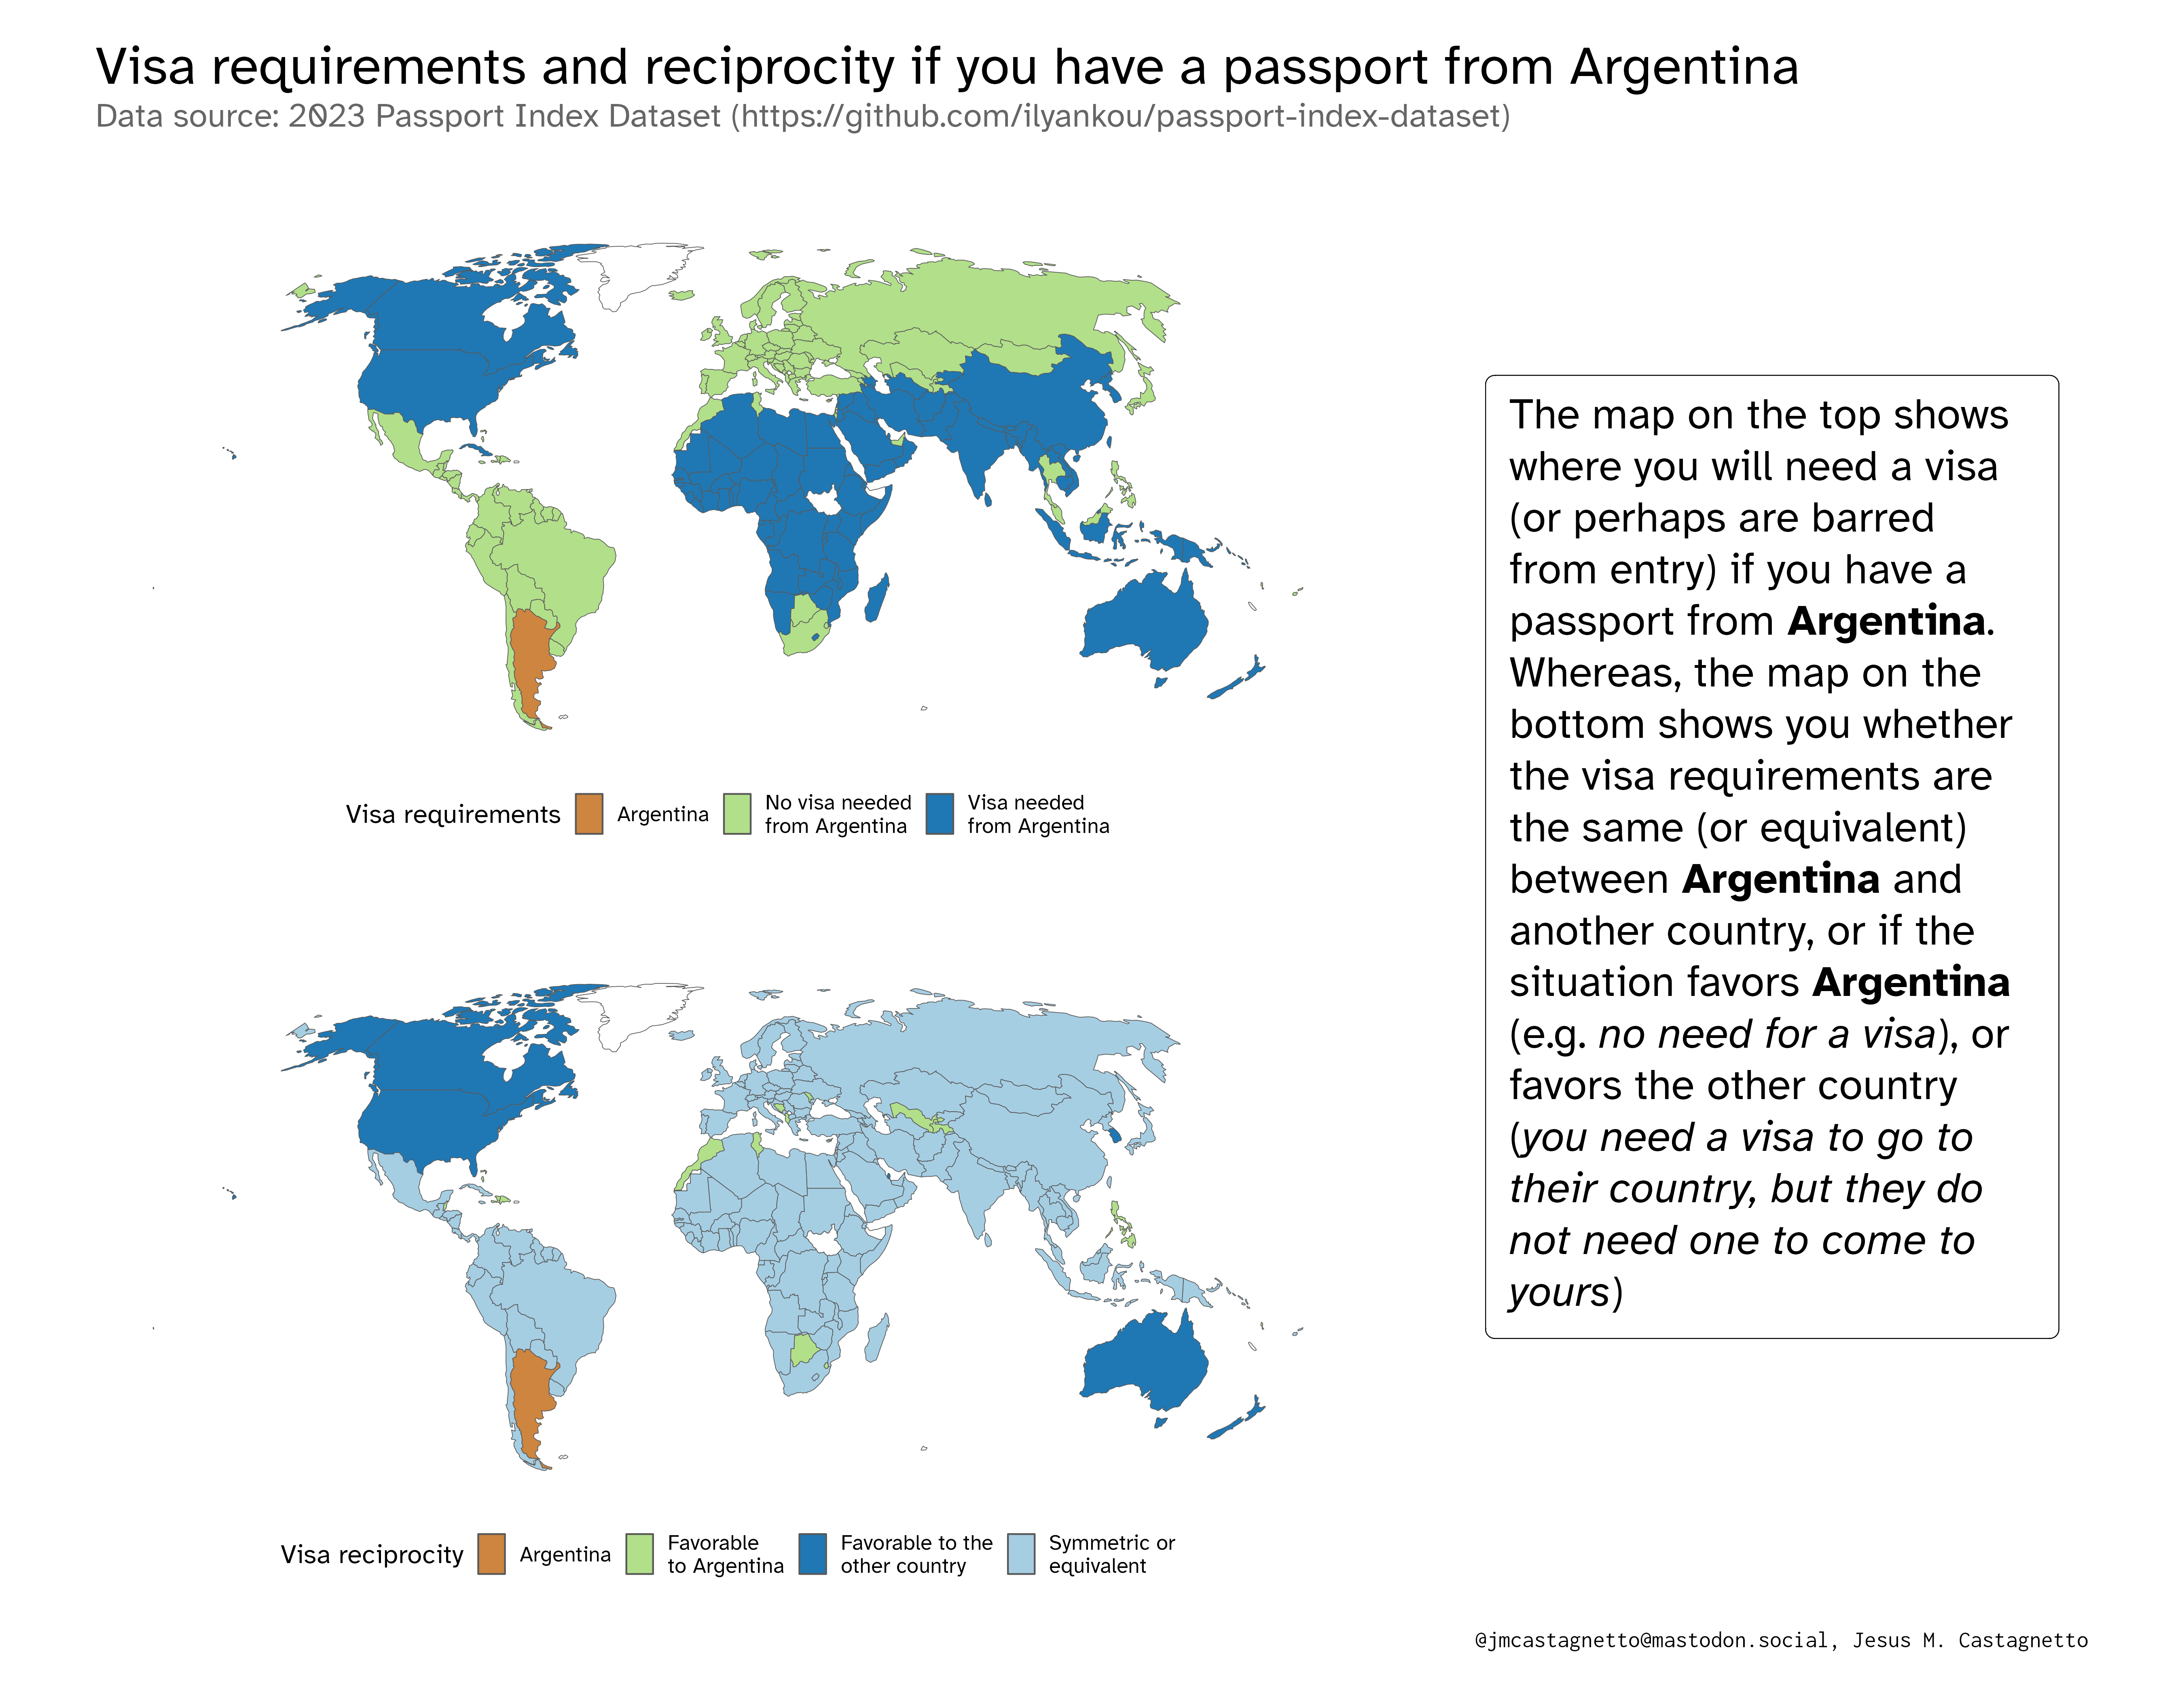 Visa requirements and reciprocity if you have a passport from Argentina
Data source: 2023 Passport Index Dataset (https://github.com/ilyankou/passport-index-dataset)
Visa requirements
Argentina
No visa needed
from Argentina
Visa needed
from Argentina
Visa reciprocity
Argentina
Favorable
to Argentina
Favorable to the
other country
Symmetric or
equivalent
The map on the top shows
where you will need a visa
(or perhaps are barred
from entry) if you have a
passport from Argentina.
Whereas, the map on the
bottom shows you whether
the visa requirements are
the same (or equivalent)
between Argentina and
another country, or if the
situation favors Argentina
(e.g. no need for a visa), or
favors the other country
(you need a visa to go to
their country, but they do
not need one to come to
yours)
@jmcastagnetto@mastodon.social, Jesus M. Castagnetto